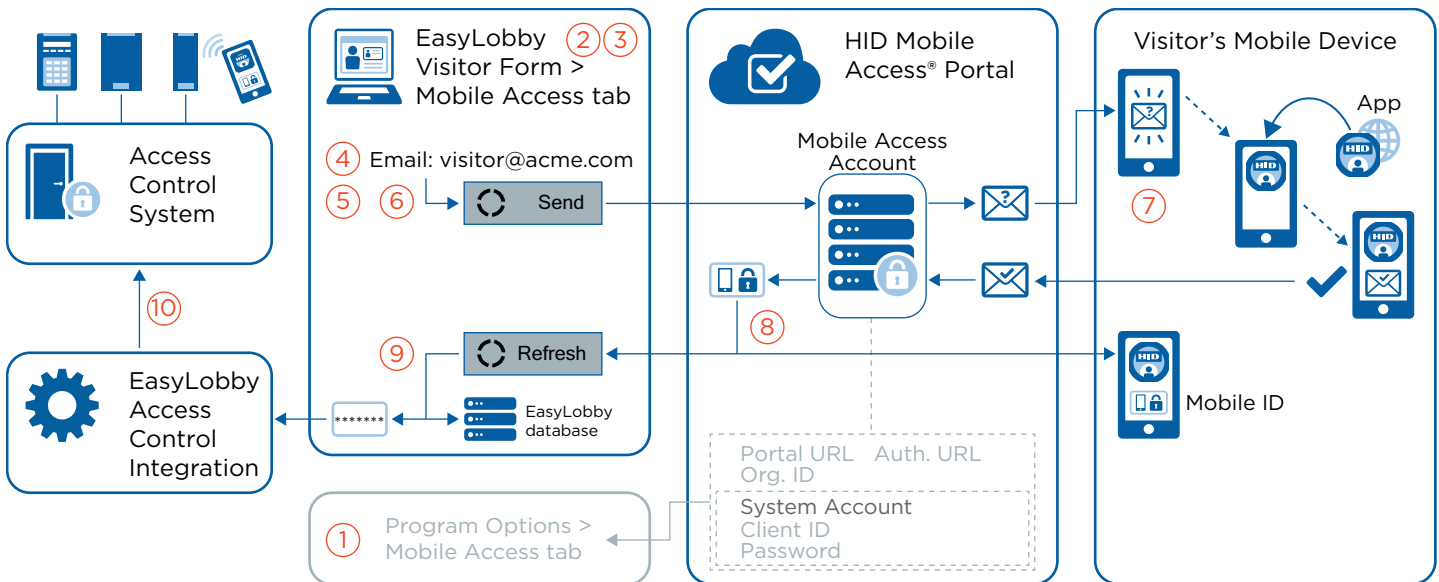 Access
Control
System
10
EasyLobby
Access
Control
Integration
EasyLobby
Visitor Form >
Mobile Access tab
2 3
4 Email: visitor@acme.com
5 6 Send
9 Refresh
*******
EasyLobby
database
1 Program Options >
Mobile Access tab
HID Mobile
Access® Portal
Mobile Access
Account
?
8
Portal URL Auth. URL
Org. ID
System Account
Client ID
Password
Visitor's Mobile Device
?
App
HID
HID
7
HID
HID
Mobile ID